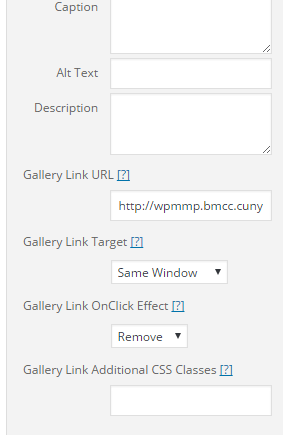 Caption
Alt Text
Description
Gallery Link URL [?]
http://wpmmp.bmcc.cuny
Gallery Link Target [?]
Same Window
Gallery Link OnClick Effect [?]
Remove
Gallery Link Additional CSS Classes [?]